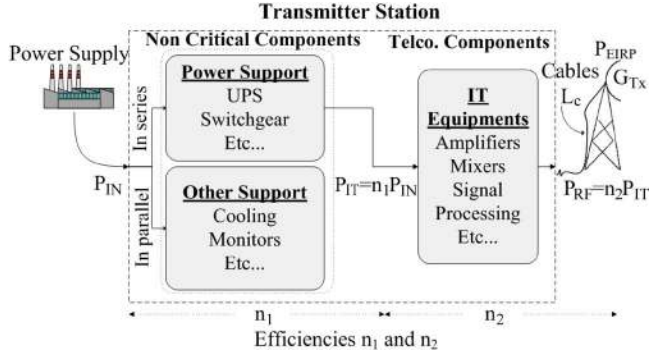 Transmitter Station
Power Supply
Non Critical Components
Telco. Components
Power Support
UPS
Switchgear
Etc...
Other Support
Cooling
Monitors
Etc...
In series
In parallel
P_IN
P_IT=n_1P_IN
IT
Equipments
Amplifiers
Mixers
Signal
Processing
Etc...
P_EIRP
Cables
G_Tx
L_c
P_RF=n_2P_IT
n_1
n_2
Efficiencies n_1 and n_2